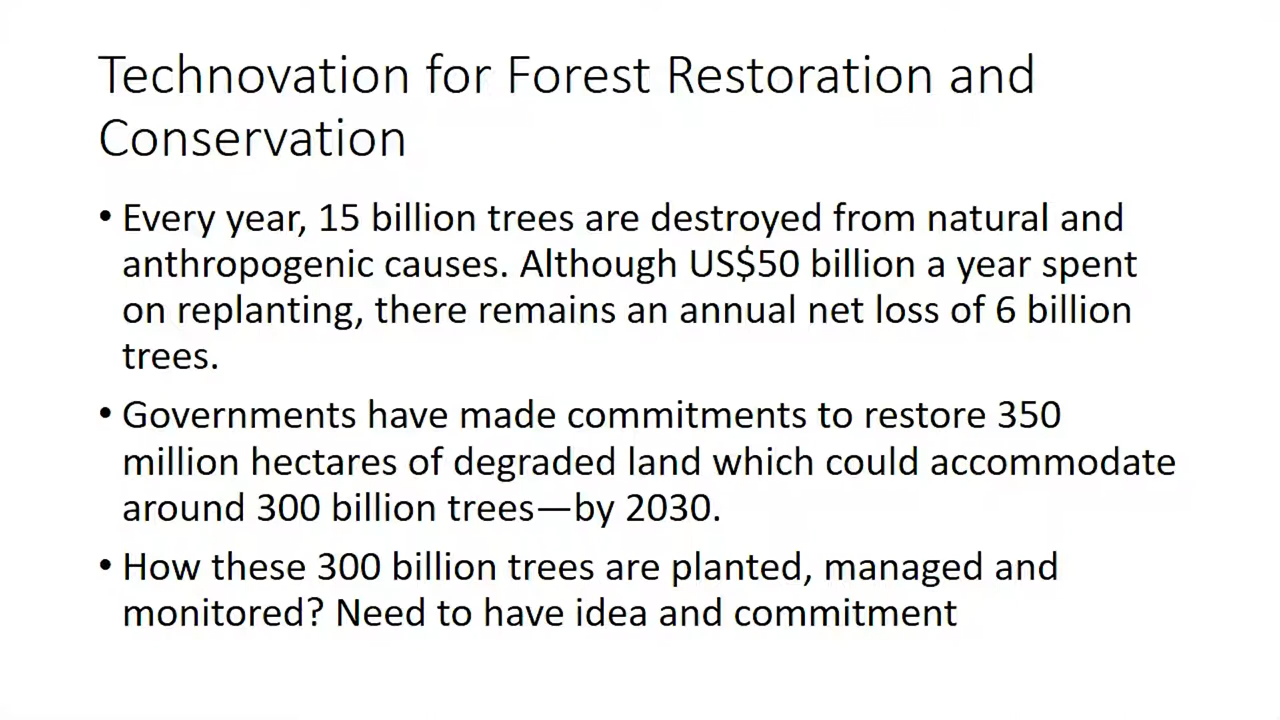 Technovation for Forest Restoration and
Conservation
• Every year, 15 billion trees are destroyed from natural and
anthropogenic causes. Although US$50 billion a year spent
on replanting, there remains an annual net loss of 6 billion
trees.
• Governments have made commitments to restore 350
million hectares of degraded land which could accommodate
around 300 billion trees—by 2030.
• How these 300 billion trees are planted, managed and
monitored? Need to have idea and commitment